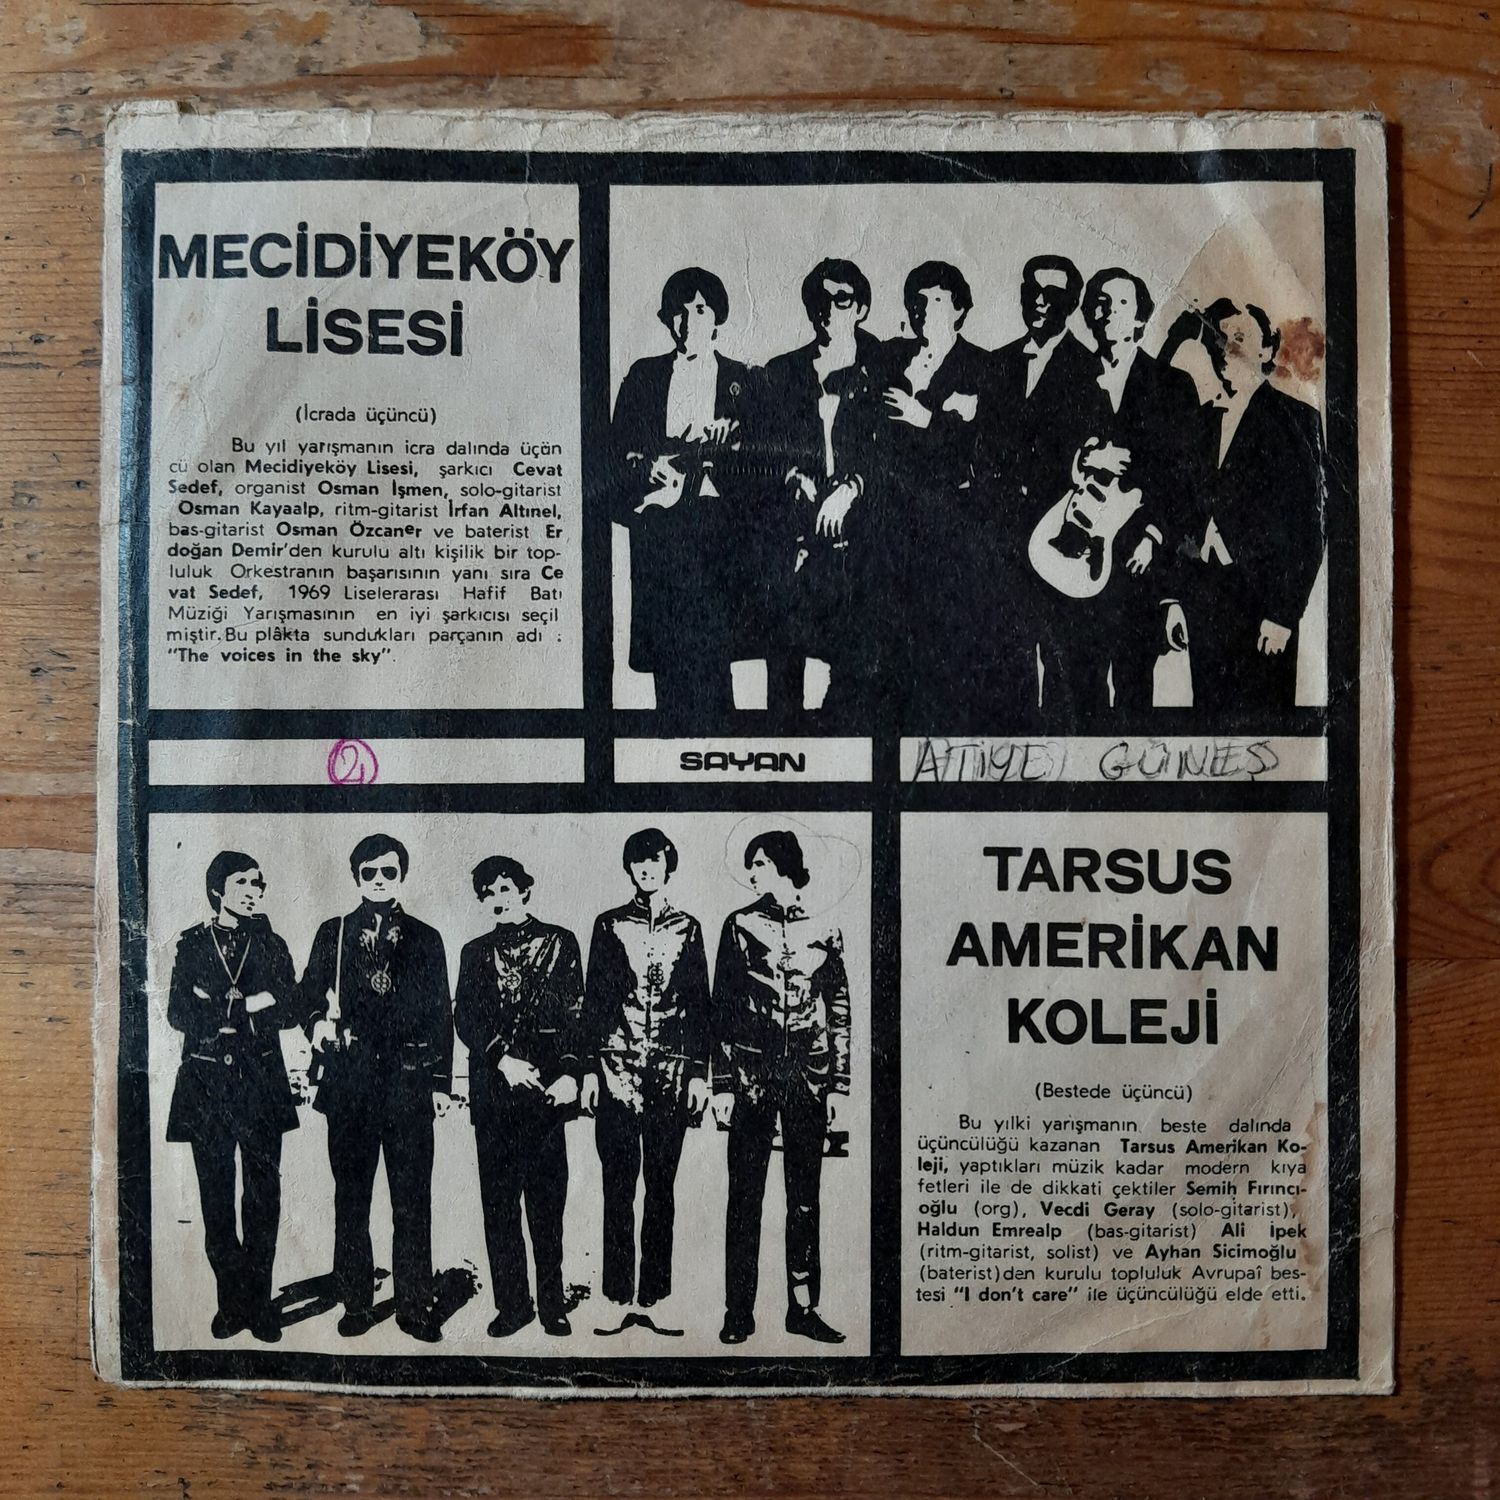 MECİDİYEKÖY
LİSESİ
(İcrada üçüncü)
Bu yıl yarışmanın icra dalında üçün
cü olan Mecidiyeköy Lisesi, şarkıcı Cevat
Sedef, organist Osman İşmen, solo-gitarist
Osman Kayaalp, ritm-gitarist İrfan Altınel,
bas-gitarist Osman Özcaner ve baterist Er
doğan Demir'den kurulu altı kişilik bir top-
luluk Orkestranın başarısının yanı sıra Ce
vat Sedef, 1969 Liselerarası Hafif Batı
Müziği Yarışmasının en iyi şarkıcısı seçil
miştir. Bu plâkta sundukları parçanın adı :
"The voices in the sky".
2
SAYAN
ATİYE GÜNEŞ
TARSUS
AMERİKAN
KOLEJİ
(Bestede üçüncü)
Bu yılki yarışmanın beste dalında
üçüncülüğü kazanan Tarsus Amerikan Ko-
leji, yaptıkları müzik kadar modern kıya
fetleri ile de dikkati çektiler Semih Fırıncı-
oğlu (org), Vecdi Geray (solo-gitarist),
Haldun Emrealp (bas-gitarist) Ali İpek
(ritm-gitarist, solist) ve Ayhan Sicimoğlu
(baterist)den kurulu topluluk Avrupaî bes-
tesi "I don't care" ile üçüncülüğü elde etti.